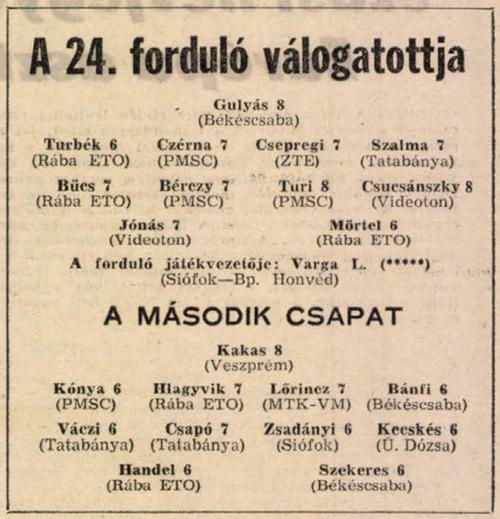 A 24. forduló válogatottja
Gulyás 8
(Békéscsaba)
Turbék 6 Czérna 7 Csepregi 7 Szalma 7
(Rába ETO) (PMSC) (ZTE) (Tatabánya)
Bücs 7 Bérczy 7 Turi 8 Csucsánszky 8
(Rába ETO) (PMSC) (PMSC) (Videoton)
Jónás 7 Mörtel 6
(Videoton) (Rába ETO)
A forduló játékvezetője: Varga L. (*****)
(Siófok—Bp. Honvéd)
A MÁSODIK CSAPAT
Kakas 8
(Veszprém)
Kónya 6 Hlagyvik 7 Lőrincz 7 Bánfi 6
(PMSC) (Rába ETO) (MTK-VM) (Békéscsaba)
Váczi 6 Csapó 7 Zsadányi 6 Kecskés 6
(Tatabánya) (Tatabánya) (Siófok) (Ú. Dózsa)
Handel 6 Szekeres 6
(Rába ETO) (Békéscsaba)